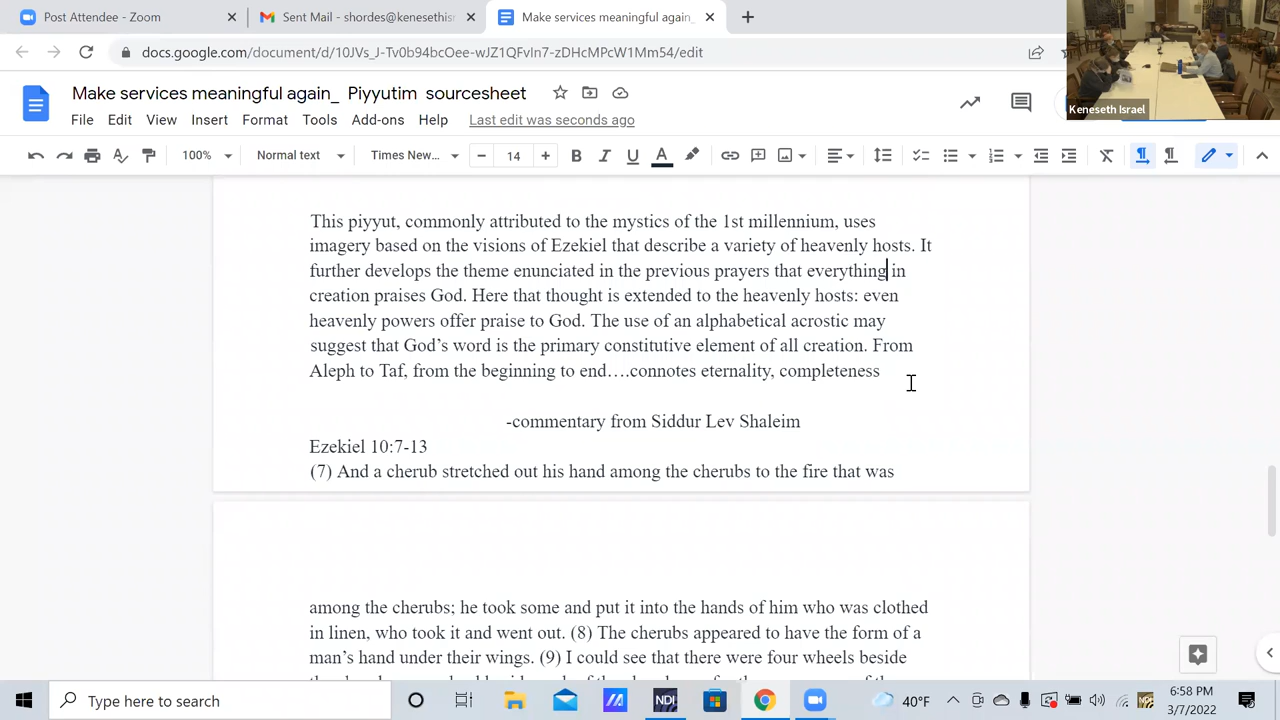 Post Attendee - Zoom
Sent Mail - shordes@kenesethis
Make services meaningful again_
docs.google.com/document/d/10JVs_J-Tv0b94bcOee-wJZ1QFvIn7-zDHcMPcW1Mm54/edit
Make services meaningful again_ Piyyutim sourcesheet
File Edit View Insert Format Tools Add-ons Help Last edit was seconds ago
100% Normal text Times New... 14 B I U A
Keneseth Israel
This piyyut, commonly attributed to the mystics of the 1st millennium, uses
imagery based on the visions of Ezekiel that describe a variety of heavenly hosts. It
further develops the theme enunciated in the previous prayers that everything in
creation praises God. Here that thought is extended to the heavenly hosts: even
heavenly powers offer praise to God. The use of an alphabetical acrostic may
suggest that God’s word is the primary constitutive element of all creation. From
Aleph to Taf, from the beginning to end….connotes eternality, completeness
-commentary from Siddur Lev Shaleim
Ezekiel 10:7-13
(7) And a cherub stretched out his hand among the cherubs to the fire that was
among the cherubs; he took some and put it into the hands of him who was clothed
in linen, who took it and went out. (8) The cherubs appeared to have the form of a
man’s hand under their wings. (9) I could see that there were four wheels beside
Type here to search
NDI
40°F
6:58 PM
3/7/2022